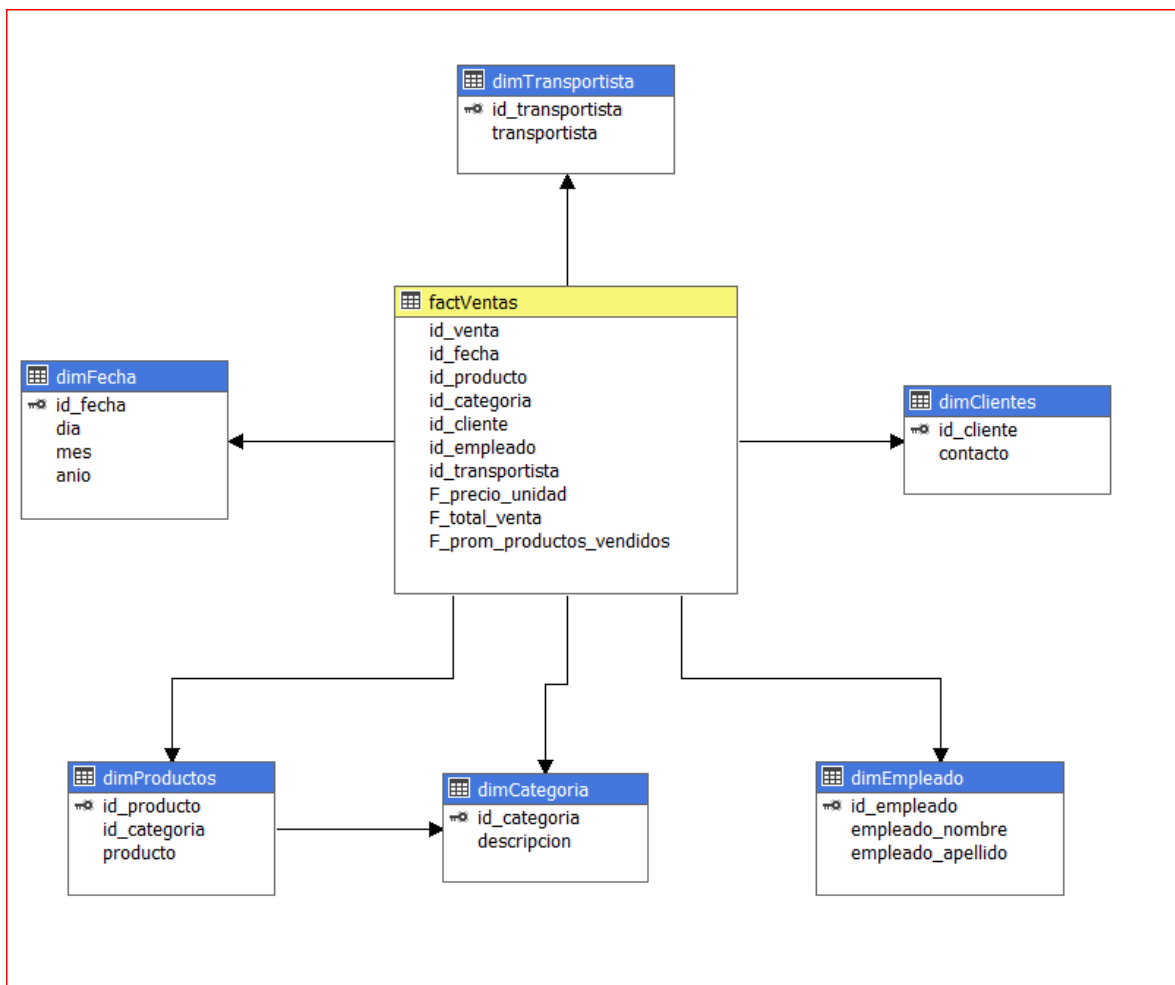 dimTransportista
id_transportista
transportista
factVentas
id_venta
id_fecha
id_producto
id_categoria
id_cliente
id_empleado
id_transportista
F_precio_unidad
F_total_venta
F_prom_productos_vendidos
dimFecha
id_fecha
dia
mes
anio
dimClientes
id_cliente
contacto
dimProductos
id_producto
id_categoria
producto
dimCategoria
id_categoria
descripcion
dimEmpleado
id_empleado
empleado_nombre
empleado_apellido